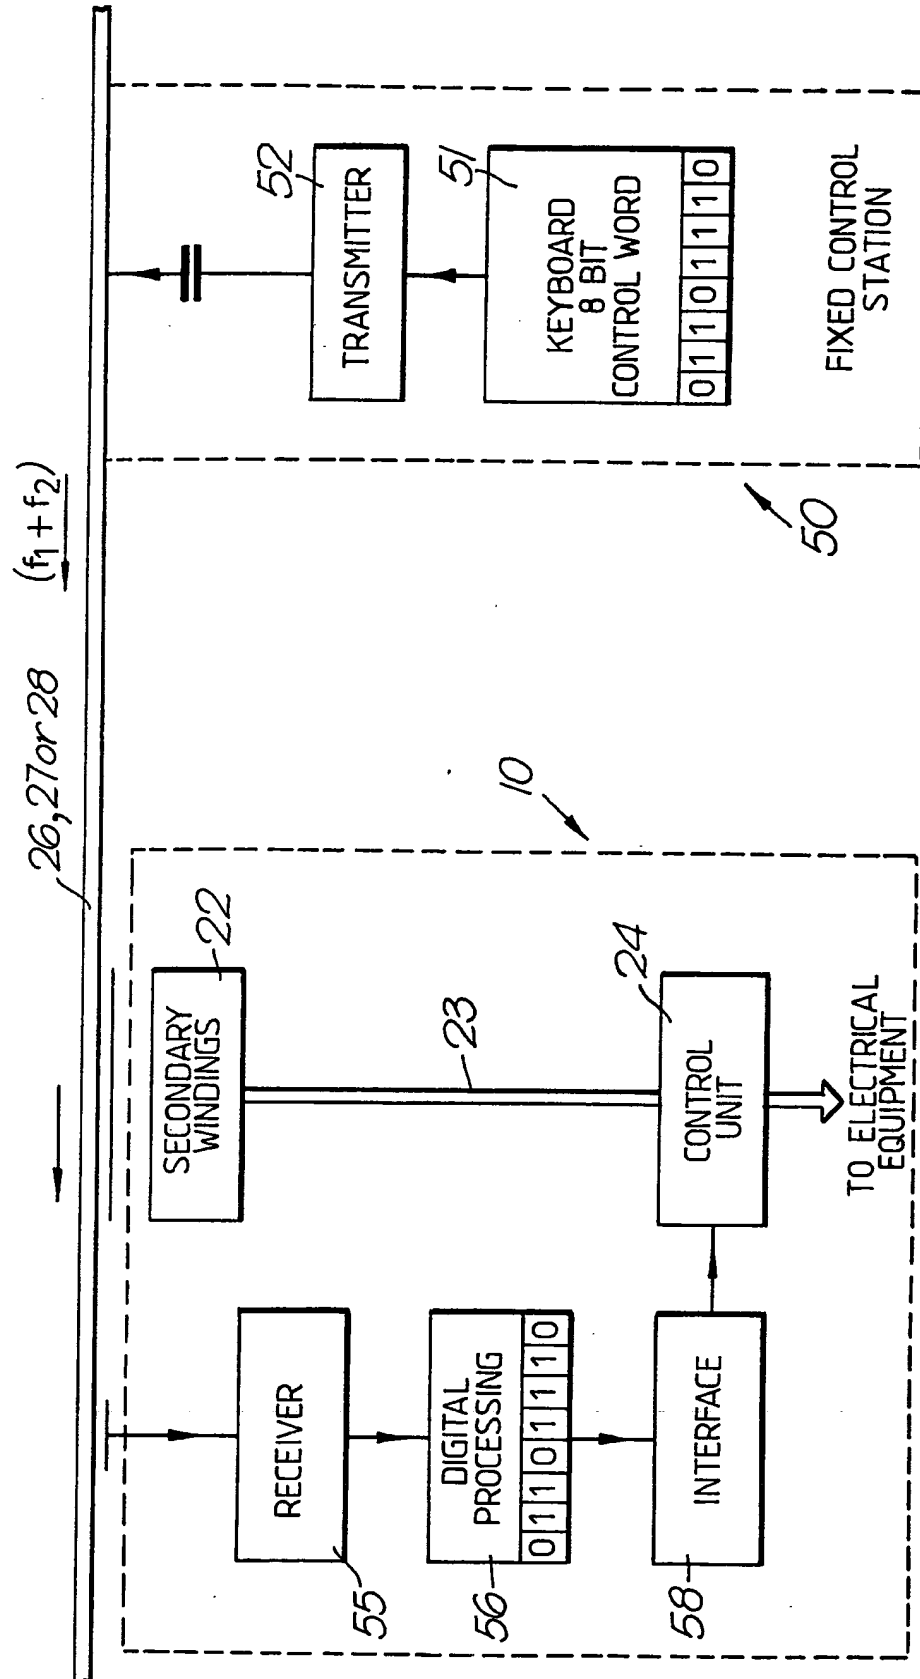 26, 27 or 28
(f1 + f2)
SECONDARY
WINDINGS
22
RECEIVER
55
23
10
TRANSMITTER
52
DIGITAL
PROCESSING
0 1 1 0 1 1 1 0
56
KEYBOARD
8 BIT
CONTROL WORD
0 1 1 0 1 1 1 0
51
INTERFACE
58
CONTROL
UNIT
24
50
TO ELECTRICAL
EQUIPMENT
FIXED CONTROL
STATION